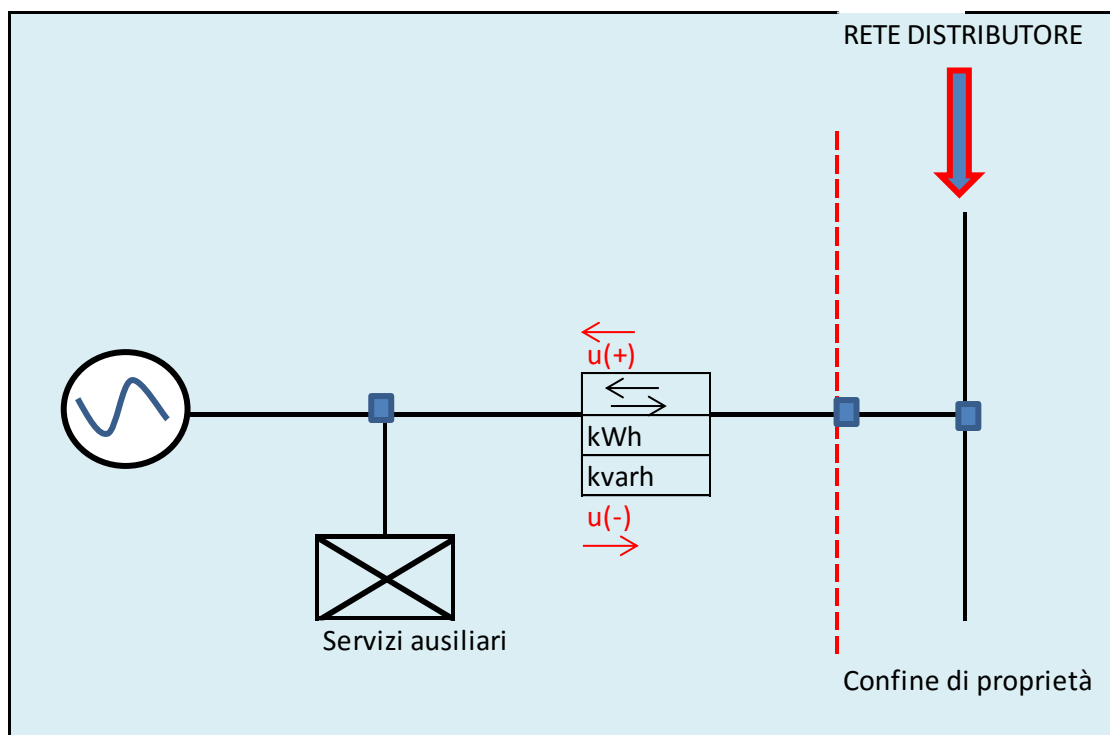 RETE DISTRIBUTORE
u(+)
kWh
kvarh
u(-)
Servizi ausiliari
Confine di proprietà